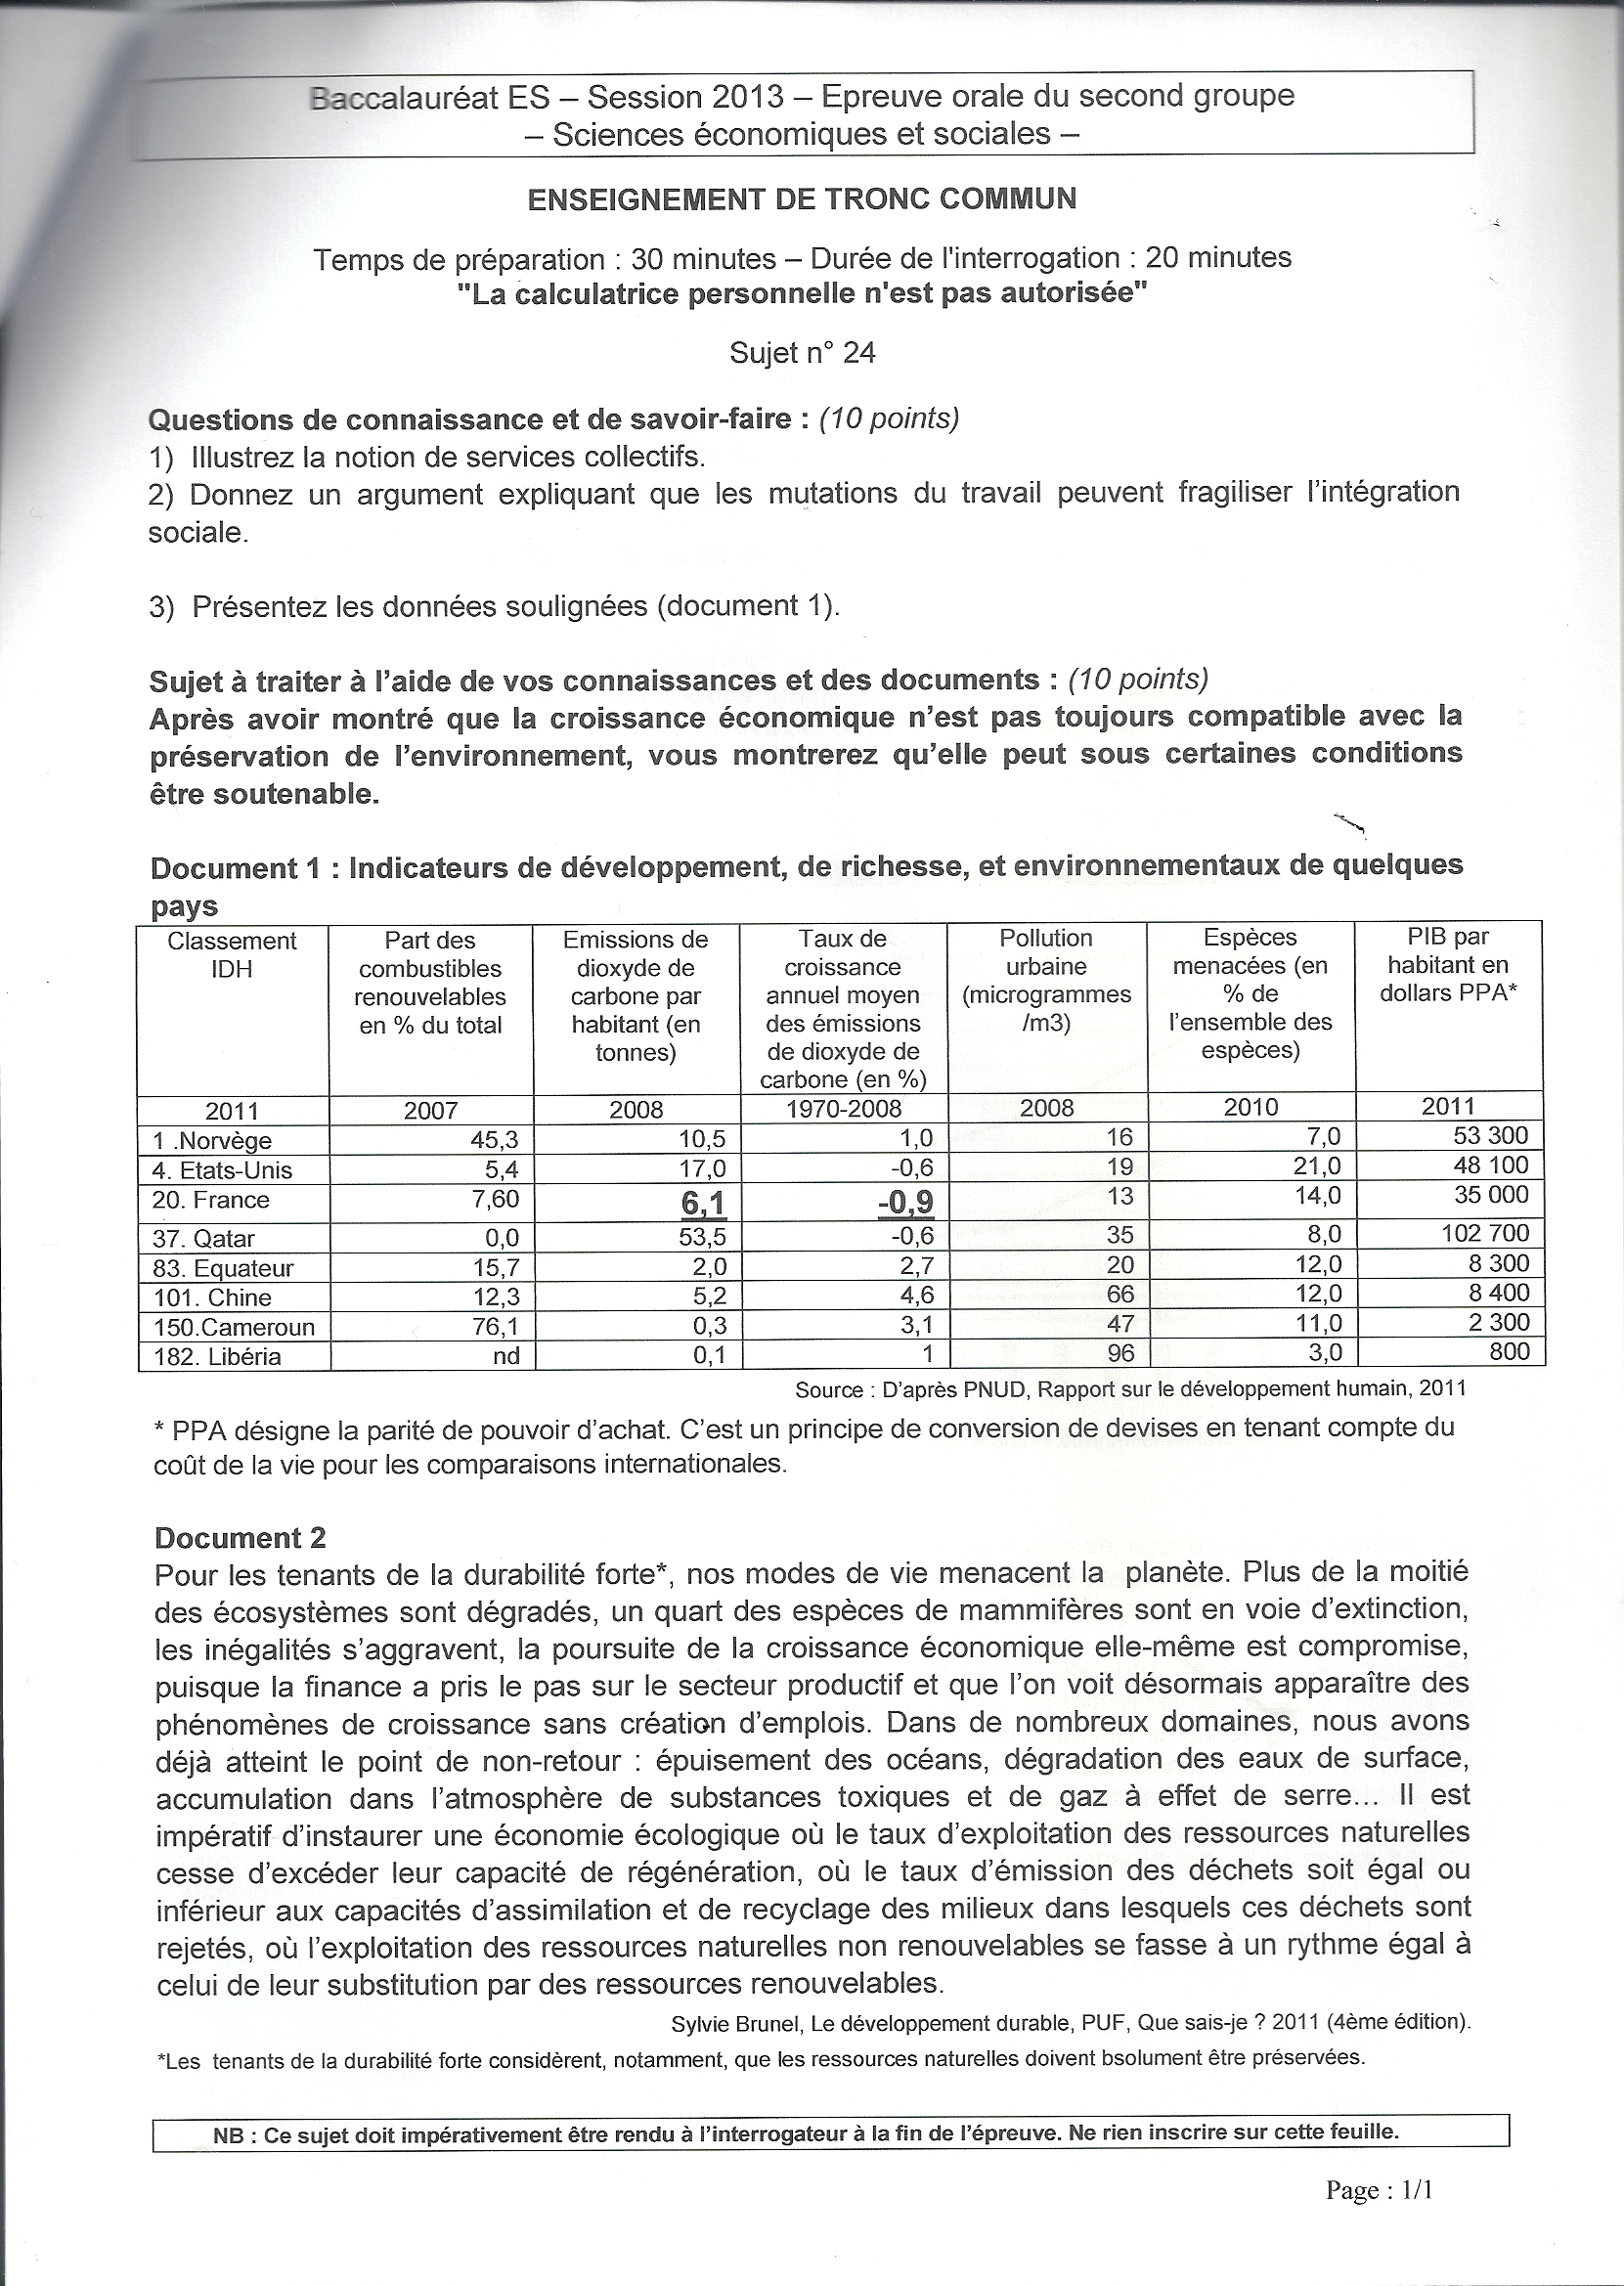 Baccalauréat ES – Session 2013 – Epreuve orale du second groupe
– Sciences économiques et sociales –
ENSEIGNEMENT DE TRONC COMMUN
Temps de préparation : 30 minutes – Durée de l'interrogation : 20 minutes
"La calculatrice personnelle n'est pas autorisée"
Sujet n° 24
Questions de connaissance et de savoir-faire : (10 points)
1) Illustrez la notion de services collectifs.
2) Donnez un argument expliquant que les mutations du travail peuvent fragiliser l'intégration
sociale.
3) Présentez les données soulignées (document 1).
Sujet à traiter à l'aide de vos connaissances et des documents : (10 points)
Après avoir montré que la croissance économique n'est pas toujours compatible avec la
préservation de l'environnement, vous montrerez qu'elle peut sous certaines conditions
être soutenable.
Document 1 : Indicateurs de développement, de richesse, et environnementaux de quelques
pays
Classement IDH | Part des combustibles renouvelables en % du total | Emissions de dioxyde de carbone par habitant (en tonnes) | Taux de croissance annuel moyen des émissions de dioxyde de carbone (en %) | Pollution urbaine (microgrammes /m3) | Espèces menacées (en % de l'ensemble des espèces) | PIB par habitant en dollars PPA*
2011 | 2007 | 2008 | 1970-2008 | 2008 | 2010 | 2011
1 .Norvège | 45,3 | 10,5 | 1,0 | 16 | 7,0 | 53 300
4. Etats-Unis | 5,4 | 17,0 | -0,6 | 19 | 21,0 | 48 100
20. France | 7,60 | 6,1 | -0,9 | 13 | 14,0 | 35 000
37. Qatar | 0,0 | 53,5 | -0,6 | 35 | 8,0 | 102 700
83. Equateur | 15,7 | 2,0 | 2,7 | 20 | 12,0 | 8 300
101. Chine | 12,3 | 5,2 | 4,6 | 66 | 12,0 | 8 400
150.Cameroun | 76,1 | 0,3 | 3,1 | 47 | 11,0 | 2 300
182. Libéria | nd | 0,1 | 1 | 96 | 3,0 | 800
Source : D'après PNUD, Rapport sur le développement humain, 2011
* PPA désigne la parité de pouvoir d'achat. C'est un principe de conversion de devises en tenant compte du
coût de la vie pour les comparaisons internationales.
Document 2
Pour les tenants de la durabilité forte*, nos modes de vie menacent la planète. Plus de la moitié
des écosystèmes sont dégradés, un quart des espèces de mammifères sont en voie d'extinction,
les inégalités s'aggravent, la poursuite de la croissance économique elle-même est compromise,
puisque la finance a pris le pas sur le secteur productif et que l'on voit désormais apparaître des
phénomènes de croissance sans création d'emplois. Dans de nombreux domaines, nous avons
déjà atteint le point de non-retour : épuisement des océans, dégradation des eaux de surface,
accumulation dans l'atmosphère de substances toxiques et de gaz à effet de serre... Il est
impératif d'instaurer une économie écologique où le taux d'exploitation des ressources naturelles
cesse d'excéder leur capacité de régénération, où le taux d'émission des déchets soit égal ou
inférieur aux capacités d'assimilation et de recyclage des milieux dans lesquels ces déchets sont
rejetés, où l'exploitation des ressources naturelles non renouvelables se fasse à un rythme égal à
celui de leur substitution par des ressources renouvelables.
Sylvie Brunel, Le développement durable, PUF, Que sais-je ? 2011 (4ème édition).
*Les tenants de la durabilité forte considèrent, notamment, que les ressources naturelles doivent bsolument être préservées.
NB : Ce sujet doit impérativement être rendu à l'interrogateur à la fin de l'épreuve. Ne rien inscrire sur cette feuille.
Page : 1/1